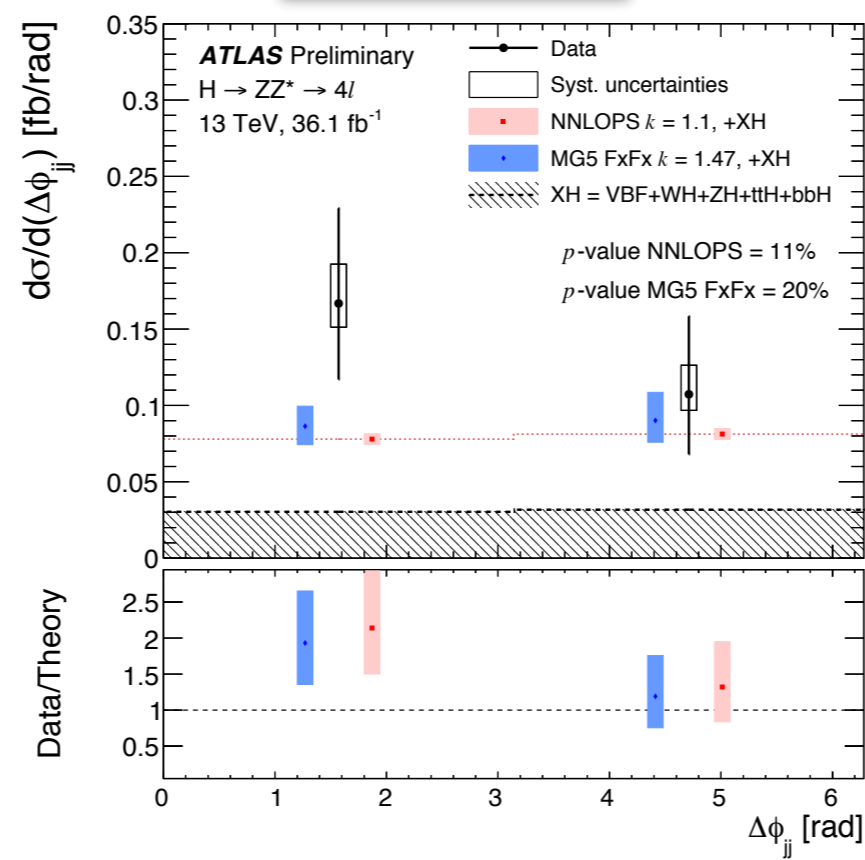 ATLAS Preliminary
H → ZZ* → 4l
13 TeV, 36.1 fb⁻¹
Data
Syst. uncertainties
NNLOPS k = 1.1, +XH
MG5 FxFx k = 1.47, +XH
XH = VBF+WH+ZH+ttH+bbH
p-value NNLOPS = 11%
p-value MG5 FxFx = 20%
dσ/d(Δϕjj) [fb/rad]
0.35
0.3
0.25
0.2
0.15
0.1
0.05
0
Data/Theory
2.5
2
1.5
1
0.5
0 1 2 3 4 5 6
Δϕjj [rad]